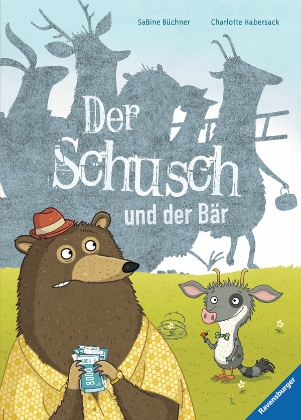 SaBine Büchner Charlotte Habersack
Der
Schusch
und der Bär
Ravensburger